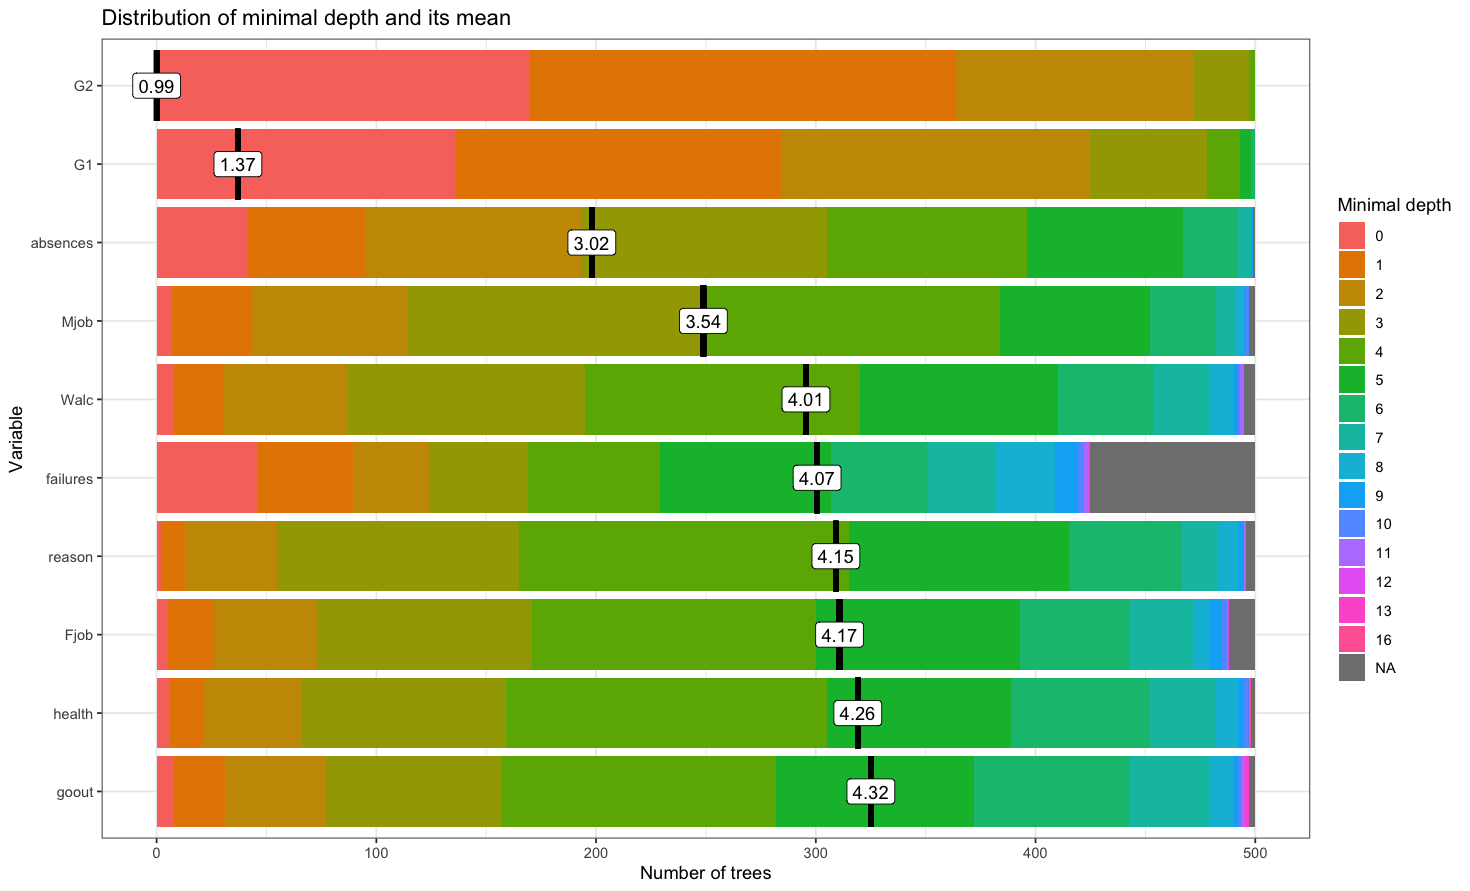 Distribution of minimal depth and its mean
G2
0.99
G1
1.37
absences
3.02
Mjob
3.54
Walc
4.01
failures
4.07
reason
4.15
Fjob
4.17
health
4.26
goout
4.32
Variable
0 100 200 300 400 500
Number of trees
Minimal depth
0
1
2
3
4
5
6
7
8
9
10
11
12
13
16
NA